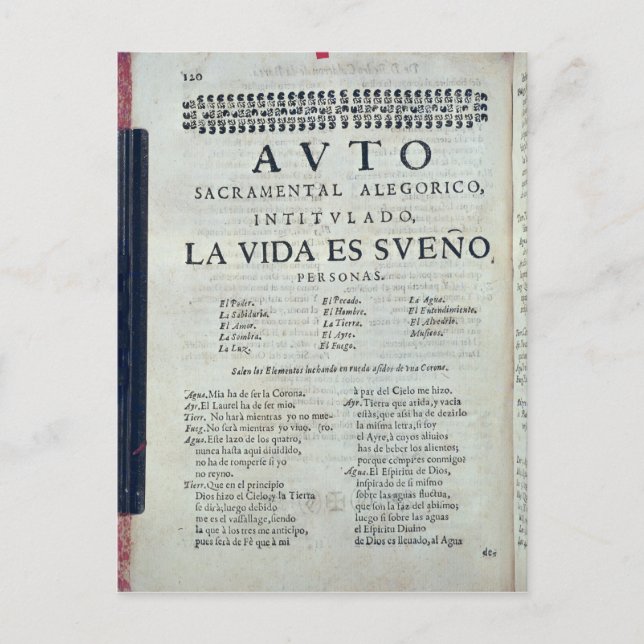 120
AVTO
SACRAMENTAL ALEGORICO,
INTITVLADO,
LA VIDA ES SVEÑO.
PERSONAS.
El Poder.
La Sabiduria.
El Amor.
La Sombra.
La Luz.
El Pecado.
El Hombre.
La Tierra.
El Ayre.
El Fuego.
La Agua.
El Entendimiento.
El Alvedrio.
Musicos.
Salen los Elementos luchando en rueda asidos de vna Corona.
Agua. Mia ha de ser la Corona.
Ayr. El Laurel ha de ser mio.
Tierr. No harà mientras yo no mue-
Fueg. No serà mientras yo viuo. (ro.
Agua. Este lazo de los quatro,
nunca hasta aqui diuidido,
no ha de romperse si yo
no reyno.
Tierr. Que en el principio
Dios hizo el Cielo, y la Tierra
se dirà; luego debido
me es el vassallage, siendo
la que à los tres me anticipo,
pues serà de Fè que à mi
à par del Cielo me hizo.
Ayr. Tierra que arida, y vacia
estàs, que assi ha de dezirlo
la misma letra, si soy
el Ayre, à cuyos aliuios
has de beber los alientos;
porque compites conmigo?
Agua. El Espiritu de Dios,
inspirado de si mismo
sobre las aguas fluctua,
que son la faz del abismo;
luego si sobre las aguas
el Espiritu Diuino
de Dios es lleuado, al Agua
des